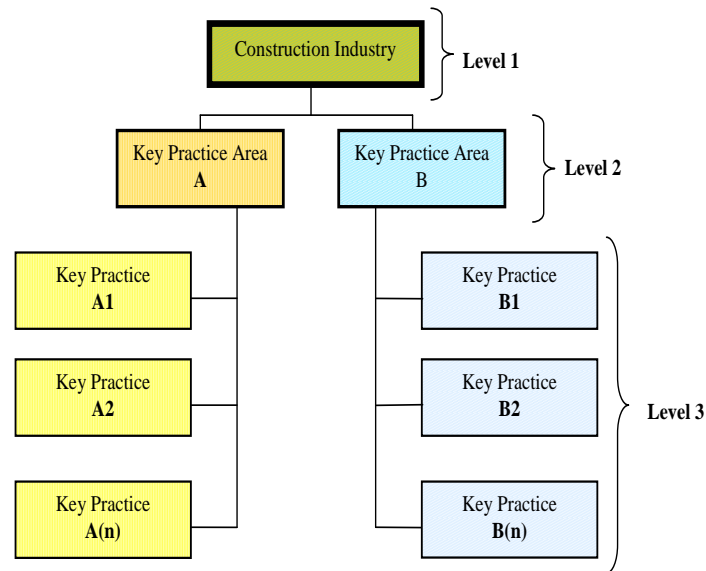 Construction Industry
Level 1
Key Practice Area
A
Key Practice Area
B
Level 2
Key Practice
A1
Key Practice
B1
Key Practice
A2
Key Practice
B2
Level 3
Key Practice
A(n)
Key Practice
B(n)